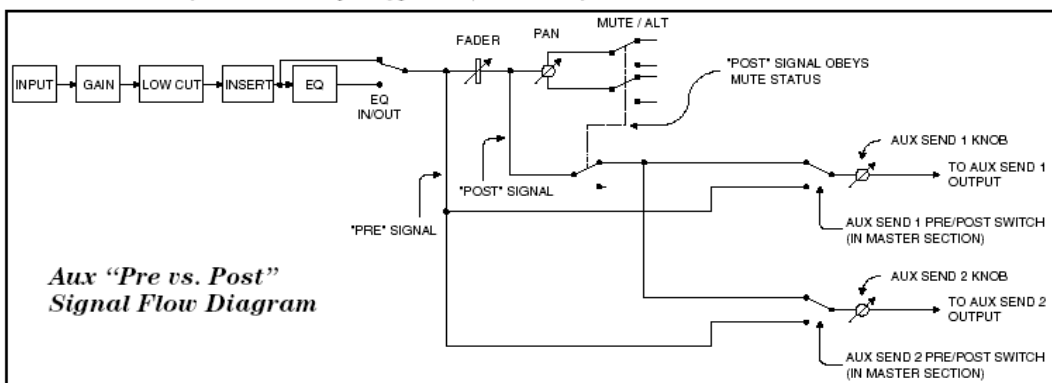 MUTE / ALT
FADER
PAN
"POST" SIGNAL OBEYS
MUTE STATUS
INPUT
GAIN
LOW CUT
INSERT
EQ
EQ
IN/OUT
AUX SEND 1 KNOB
TO AUX SEND 1
OUTPUT
"POST" SIGNAL
"PRE" SIGNAL
AUX SEND 1 PRE/POST SWITCH
(IN MASTER SECTION)
Aux “Pre vs. Post”
Signal Flow Diagram
AUX SEND 2 KNOB
TO AUX SEND 2
OUTPUT
AUX SEND 2 PRE/POST SWITCH
(IN MASTER SECTION)